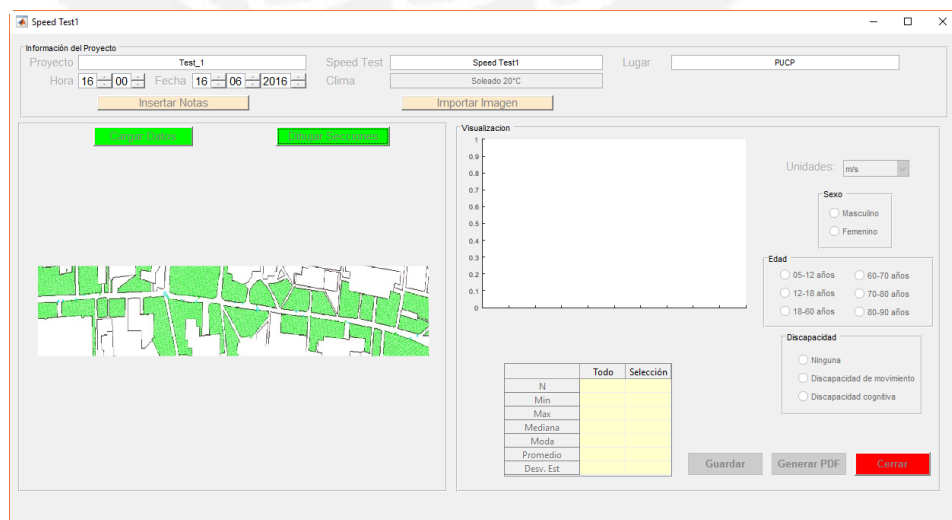 Speed Test1
Información del Proyecto
Proyecto Test_1 Speed Test Speed Test1 Lugar PUCP
Hora 16 00 Fecha 16 06 2016 Clima Soleado 20°C
Insertar Notas Importar Imagen
Cargar Datos Dibujar Secciones
Visualizacion
1
0.9
0.8
0.7
0.6
0.5
0.4
0.3
0.2
0.1
0
Unidades: m/s
Sexo
Masculino
Femenino
Edad
05-12 años 60-70 años
12-18 años 70-80 años
18-60 años 80-90 años
Discapacidad
Ninguna
Discapacidad de movimiento
Discapacidad cognitiva
Todo Selección
N
Min
Max
Mediana
Moda
Promedio
Desv. Est
Guardar Generar PDF Cerrar